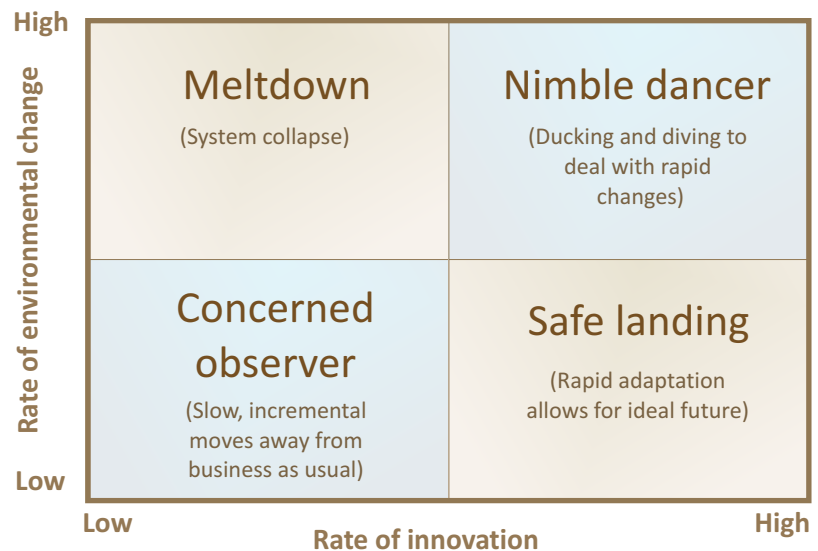 High
Rate of environmental change
Meltdown
(System collapse)
Nimble dancer
(Ducking and diving to
deal with rapid
changes)
Concerned
observer
(Slow, incremental
moves away from
business as usual)
Safe landing
(Rapid adaptation
allows for ideal future)
Low
Low
Rate of innovation
High